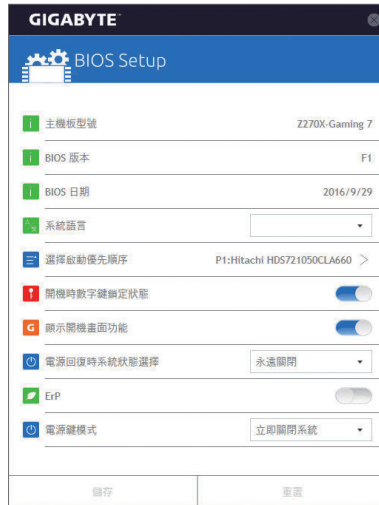 GIGABYTE™
BIOS Setup
主機板型號 Z270X-Gaming 7
BIOS 版本 F1
BIOS 日期 2016/9/29
系統語言
選擇啟動優先順序 P1:Hitachi HDS721050CLA660 >
開機時數字鍵鎖定狀態
顯示開機畫面功能
電源回復時系統狀態選擇 永遠關閉
ErP
電源鍵模式 立即關閉系統
儲存 重置